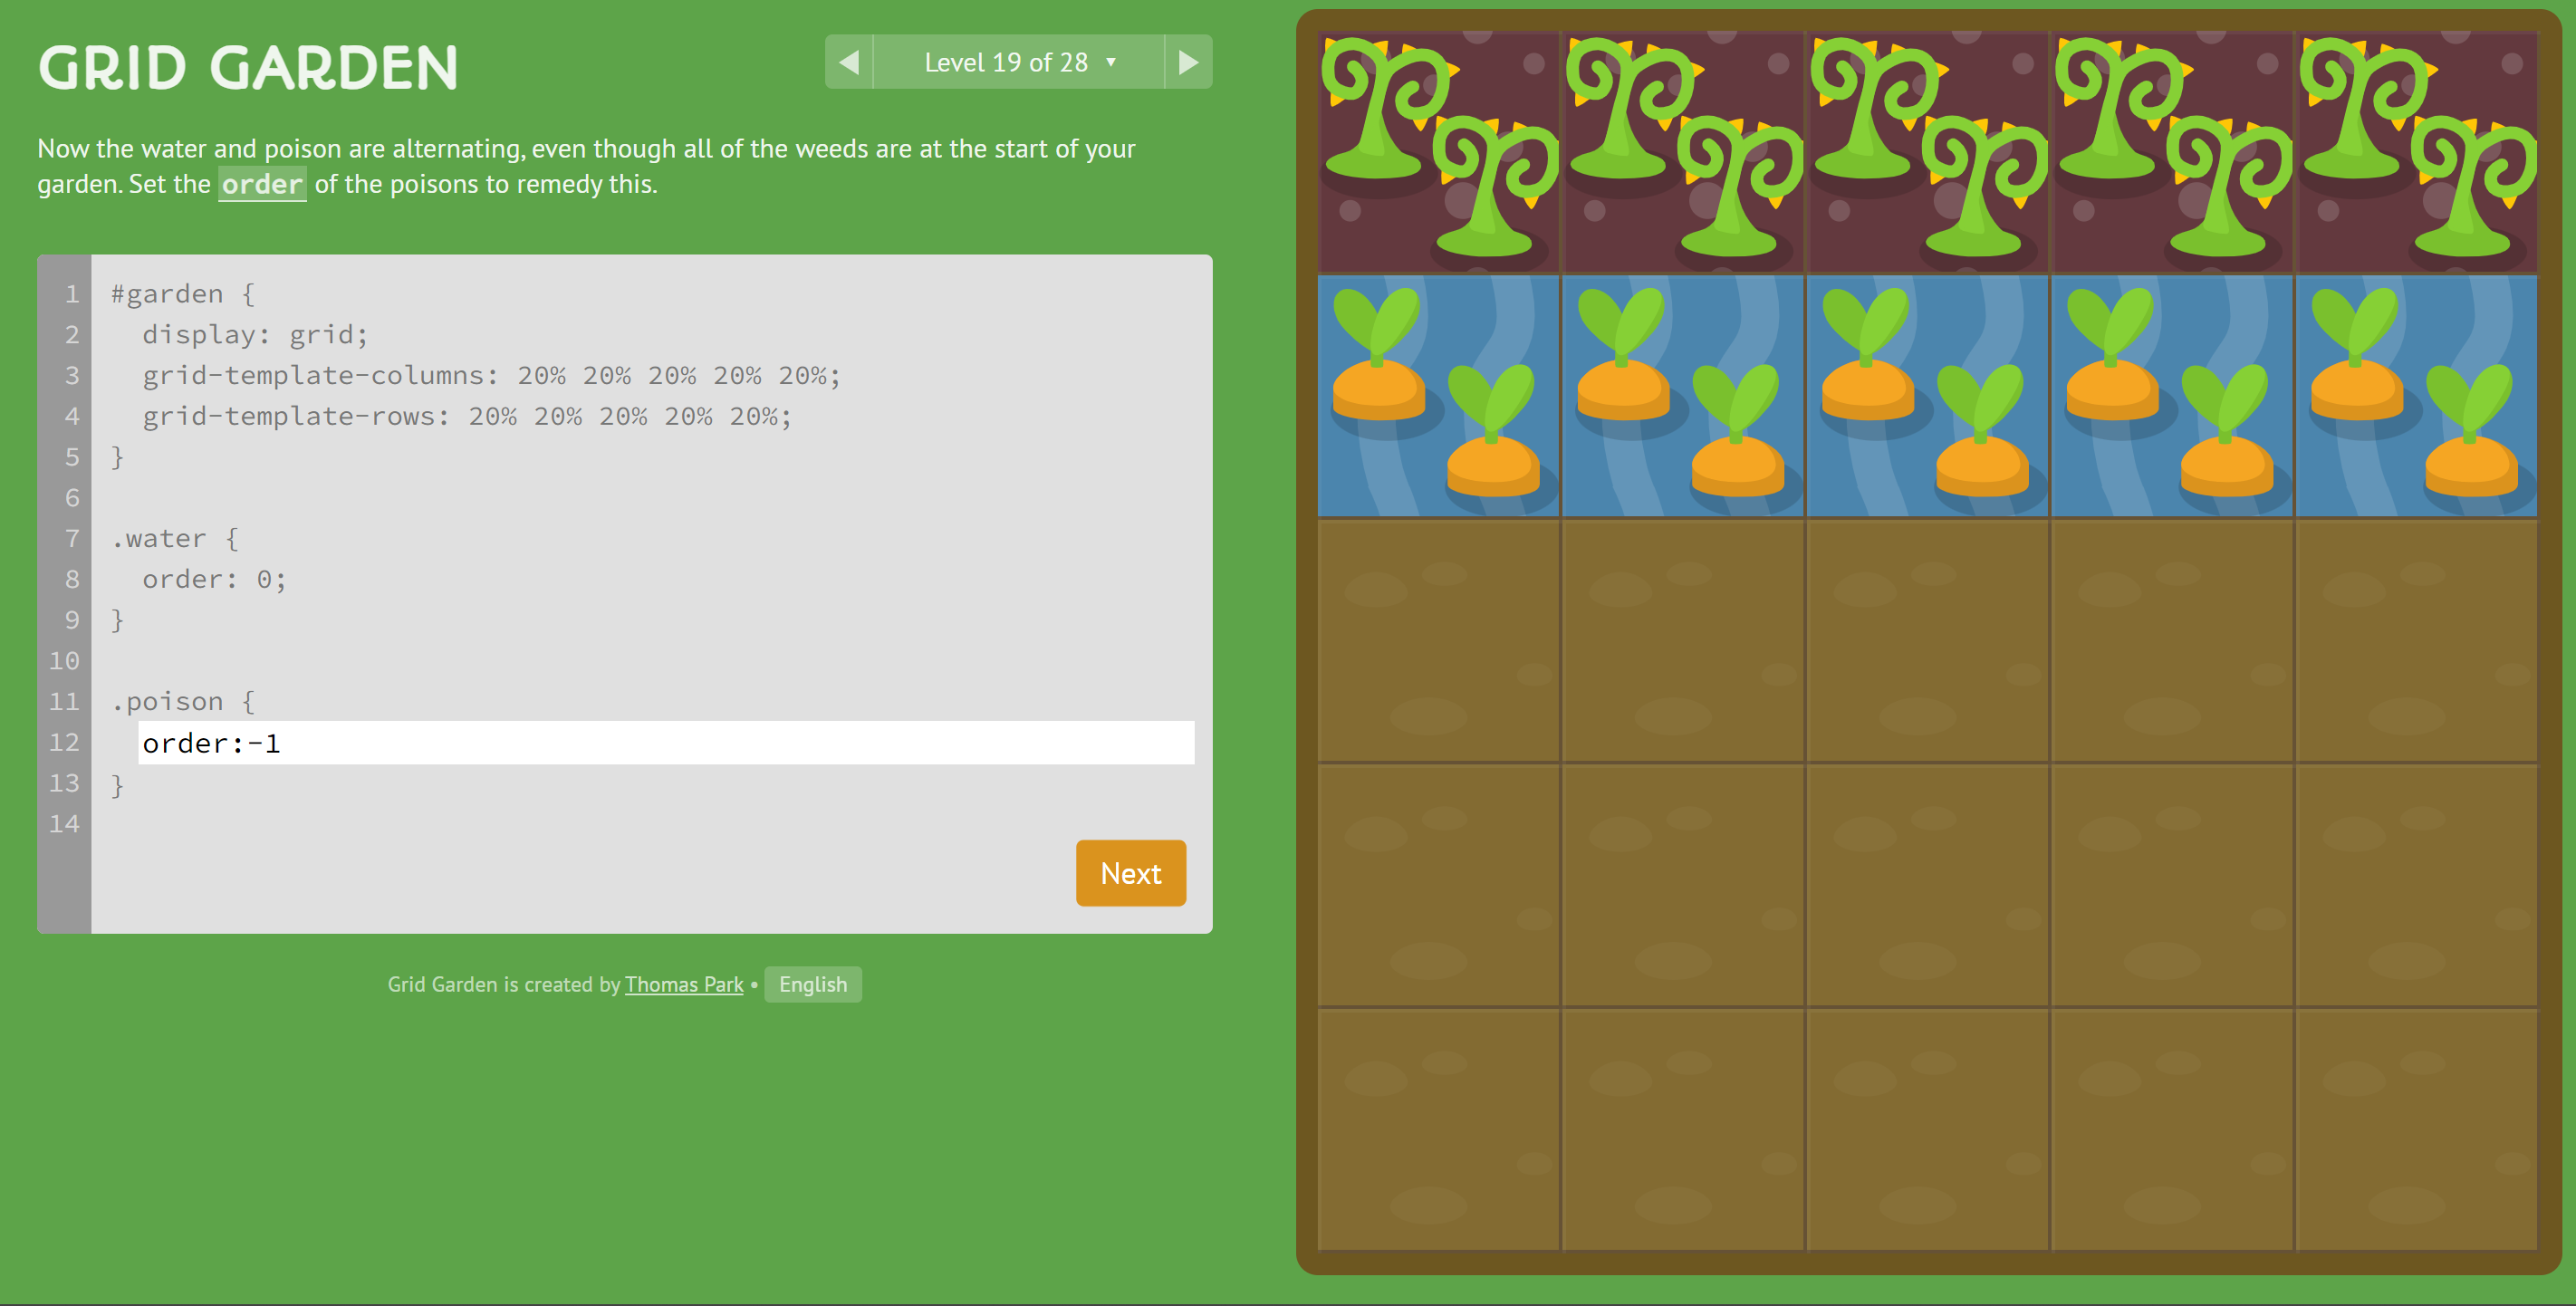 GRID GARDEN
Level 19 of 28
Now the water and poison are alternating, even though all of the weeds are at the start of your
garden. Set the order of the poisons to remedy this.
1 #garden {
2 display: grid;
3 grid-template-columns: 20% 20% 20% 20% 20%;
4 grid-template-rows: 20% 20% 20% 20% 20%;
5 }
6
7 .water {
8 order: 0;
9 }
10
11 .poison {
12 order:-1
13 }
14
Next
Grid Garden is created by Thomas Park • English